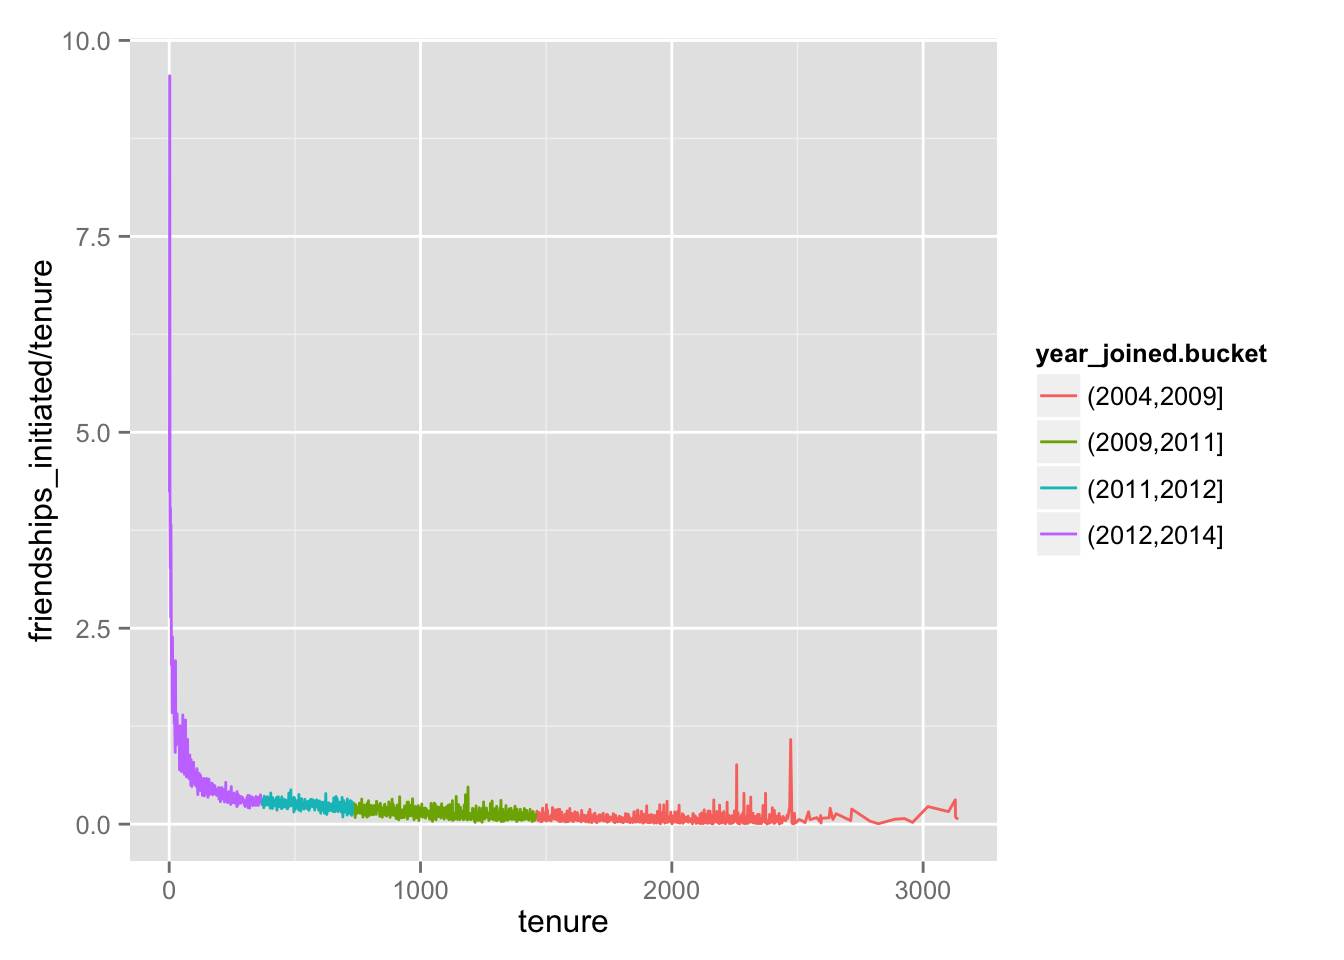 10.0
7.5
5.0
2.5
0.0
friendships_initiated/tenure
0 1000 2000 3000
tenure
year_joined.bucket
(2004,2009]
(2009,2011]
(2011,2012]
(2012,2014]